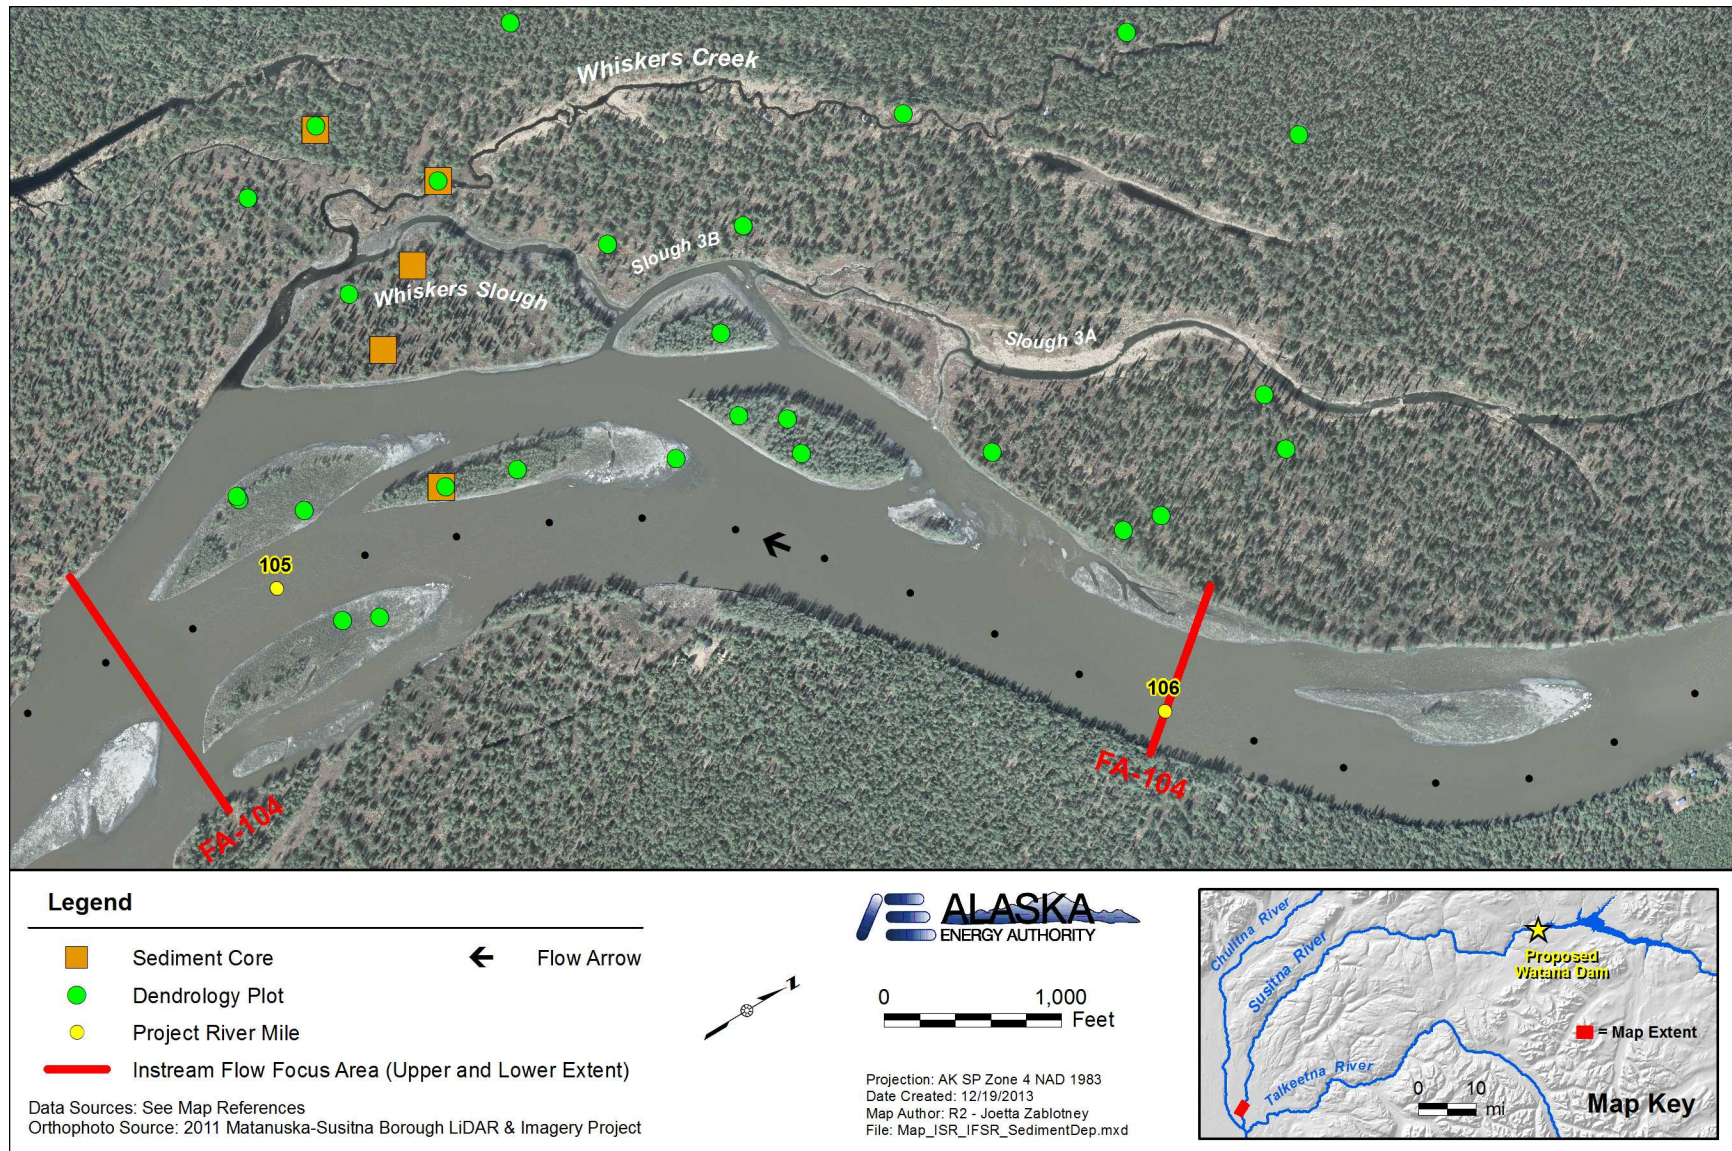 Whiskers Creek
Slough 3B
Whiskers Slough
Slough 3A
105
106
FA-104
FA-104
Legend
Sediment Core
Flow Arrow
Dendrology Plot
Project River Mile
Instream Flow Focus Area (Upper and Lower Extent)
Data Sources: See Map References
Orthophoto Source: 2011 Matanuska-Susitna Borough LiDAR & Imagery Project
N
ALASKA
ENERGY AUTHORITY
0 1,000
Feet
Projection: AK SP Zone 4 NAD 1983
Date Created: 12/19/2013
Map Author: R2 - Joetta Zablotney
File: Map_ISR_IFSR_SedimentDep.mxd
Chulitna River
Susitna River
Proposed
Watana Dam
= Map Extent
Talkeetna River
0 10
mi
Map Key